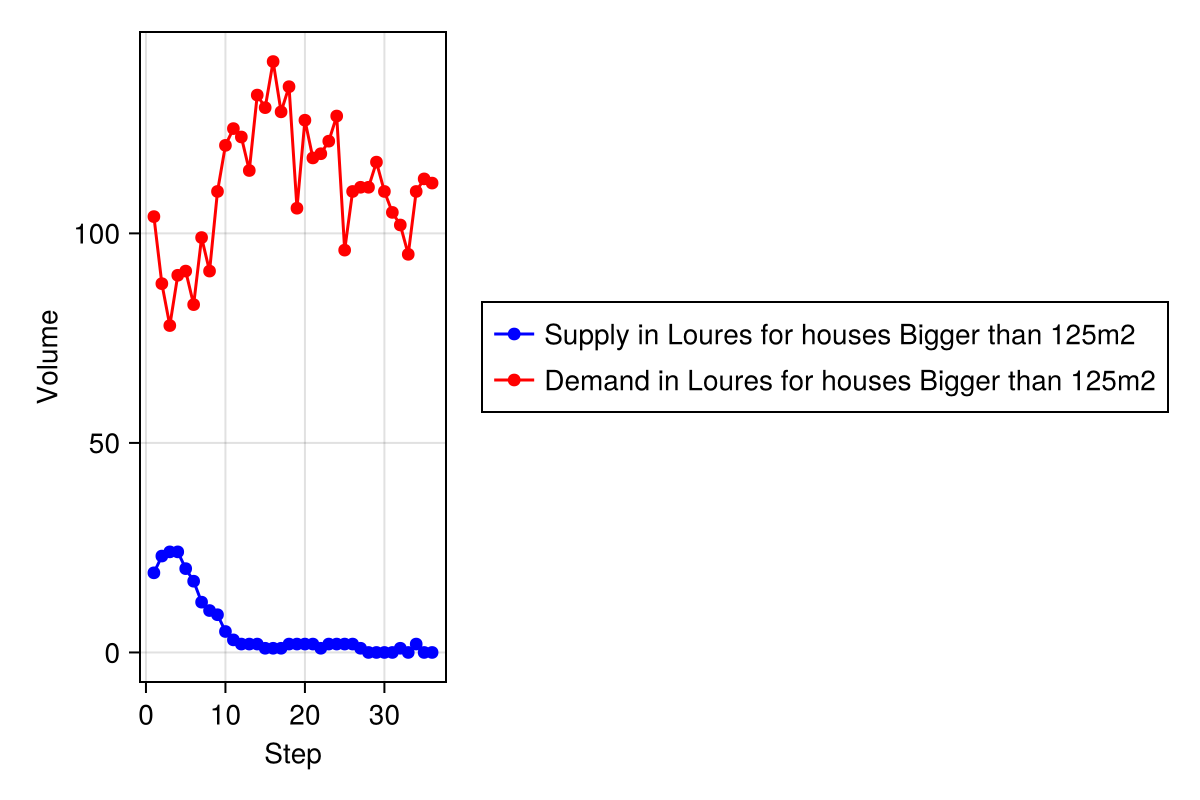 Volume
100
50
0
0 10 20 30
Step
Supply in Loures for houses Bigger than 125m2
Demand in Loures for houses Bigger than 125m2